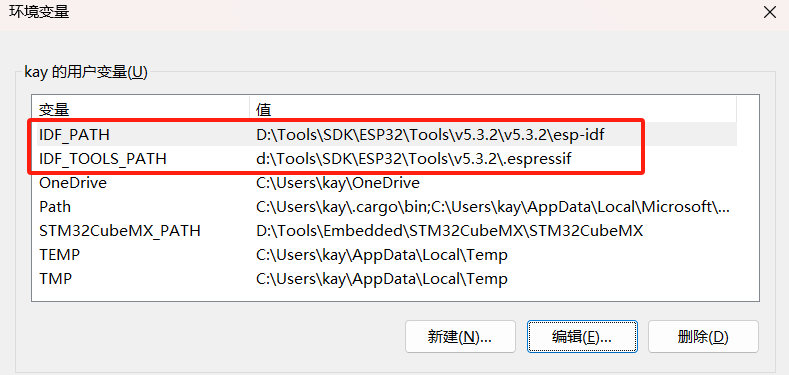 环境变量
kay 的用户变量(U)
变量 值
IDF_PATH D:\Tools\SDK\ESP32\Tools\v5.3.2\v5.3.2\esp-idf
IDF_TOOLS_PATH d:\Tools\SDK\ESP32\Tools\v5.3.2\.espressif
OneDrive C:\Users\kay\OneDrive
Path C:\Users\kay\.cargo\bin;C:\Users\kay\AppData\Local\Microsoft\...
STM32CubeMX_PATH D:\Tools\Embedded\STM32CubeMX\STM32CubeMX
TEMP C:\Users\kay\AppData\Local\Temp
TMP C:\Users\kay\AppData\Local\Temp
新建(N)... 编辑(E)... 删除(D)